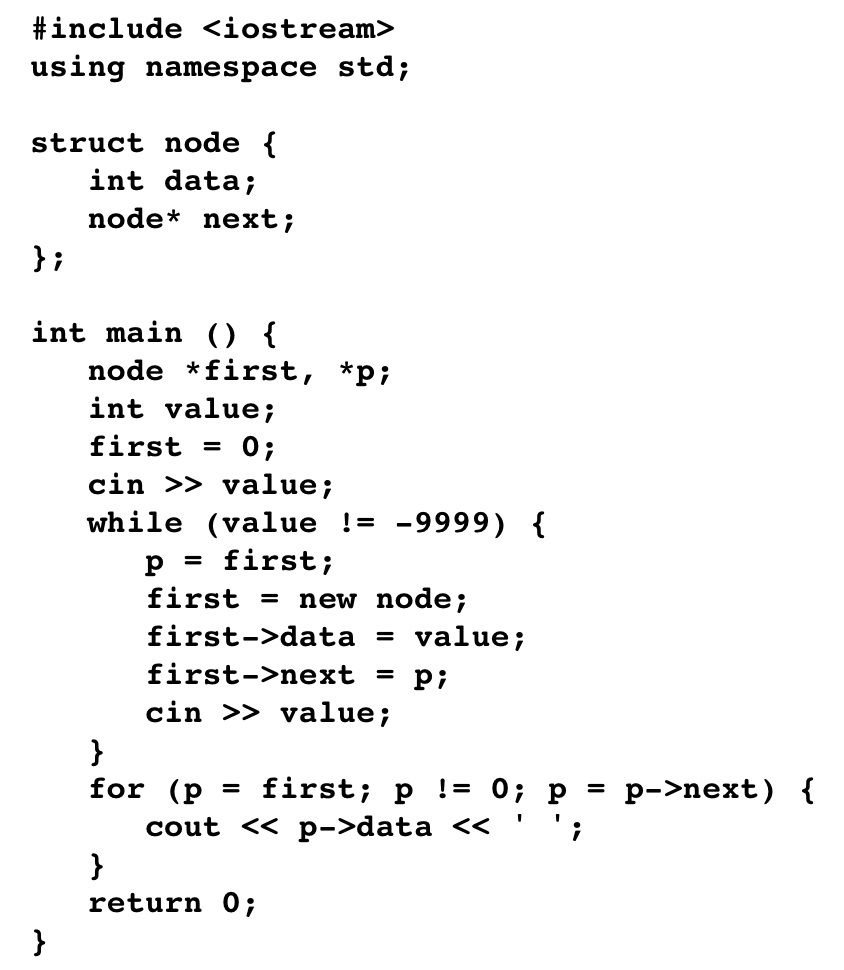 #include <iostream>
using namespace std;

struct node {
   int data;
   node* next;
};

int main () {
   node *first, *p;
   int value;
   first = 0;
   cin >> value;
   while (value != -9999) {
      p = first;
      first = new node;
      first->data = value;
      first->next = p;
      cin >> value;
   }
   for (p = first; p != 0; p = p->next) {
      cout << p->data << ' ';
   }
   return 0;
}